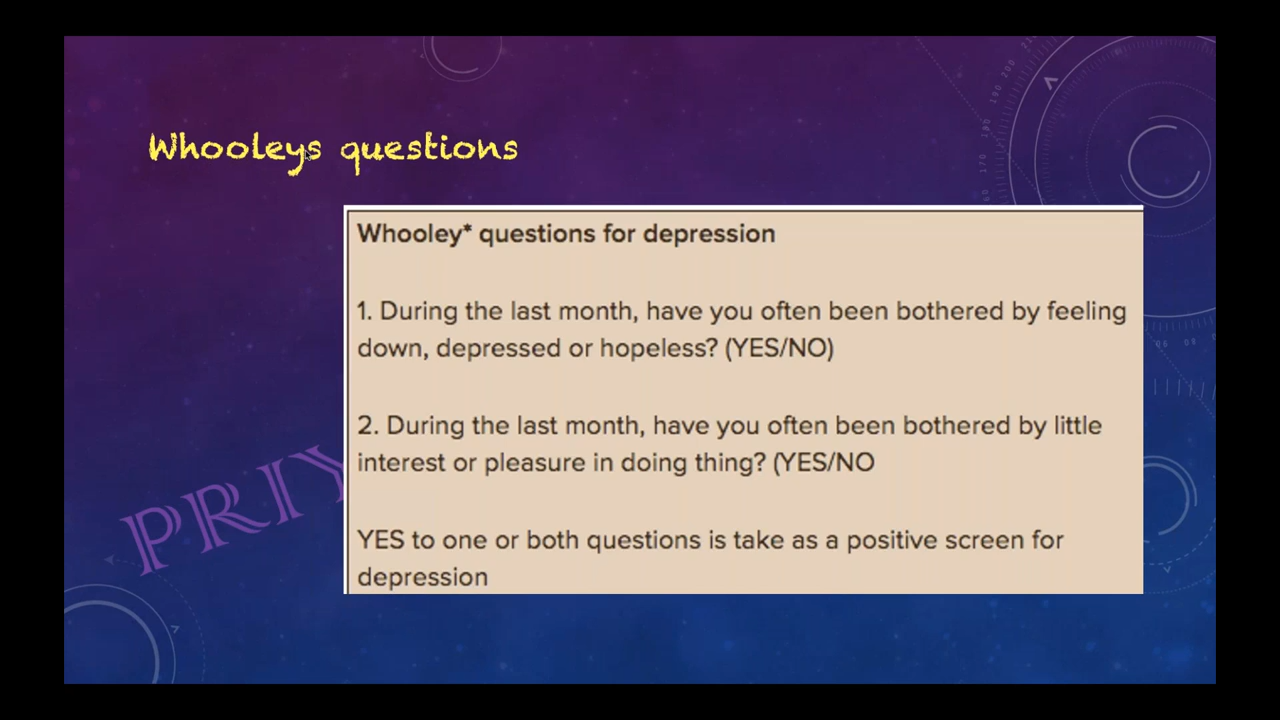 Whooleys questions
Whooley* questions for depression
1. During the last month, have you often been bothered by feeling
down, depressed or hopeless? (YES/NO)
2. During the last month, have you often been bothered by little
interest or pleasure in doing thing? (YES/NO
YES to one or both questions is take as a positive screen for
depression
PRIY